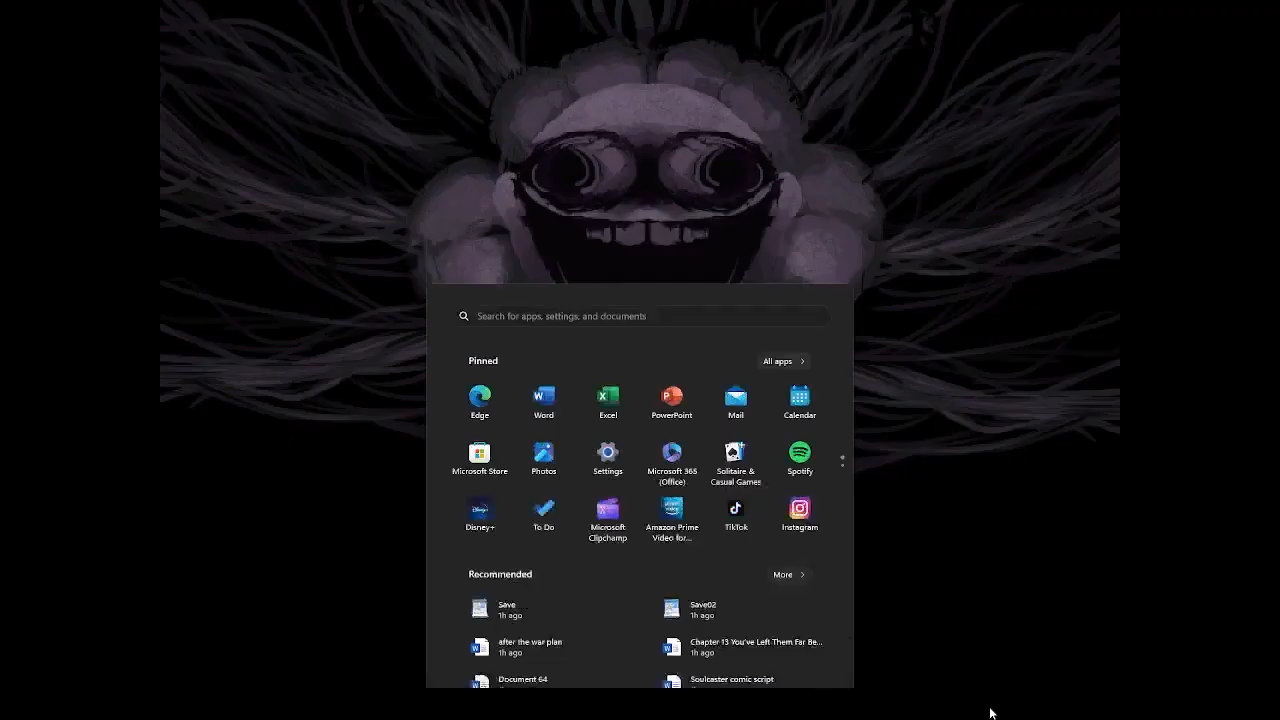 Search for apps, settings, and documents
Pinned
All apps
Edge
Word
Excel
PowerPoint
Mail
Calendar
Microsoft Store
Photos
Settings
Microsoft 365
(Office)
Solitaire &
Casual Games
Spotify
Disney+
To Do
Microsoft
Clipchamp
Amazon Prime
Video for...
TikTok
Instagram
Recommended
More
Save
1h ago
Save02
1h ago
after the war plan
1h ago
Chapter 13 You've Left Them Far Be...
1h ago
Document 64
Soulcaster comic script